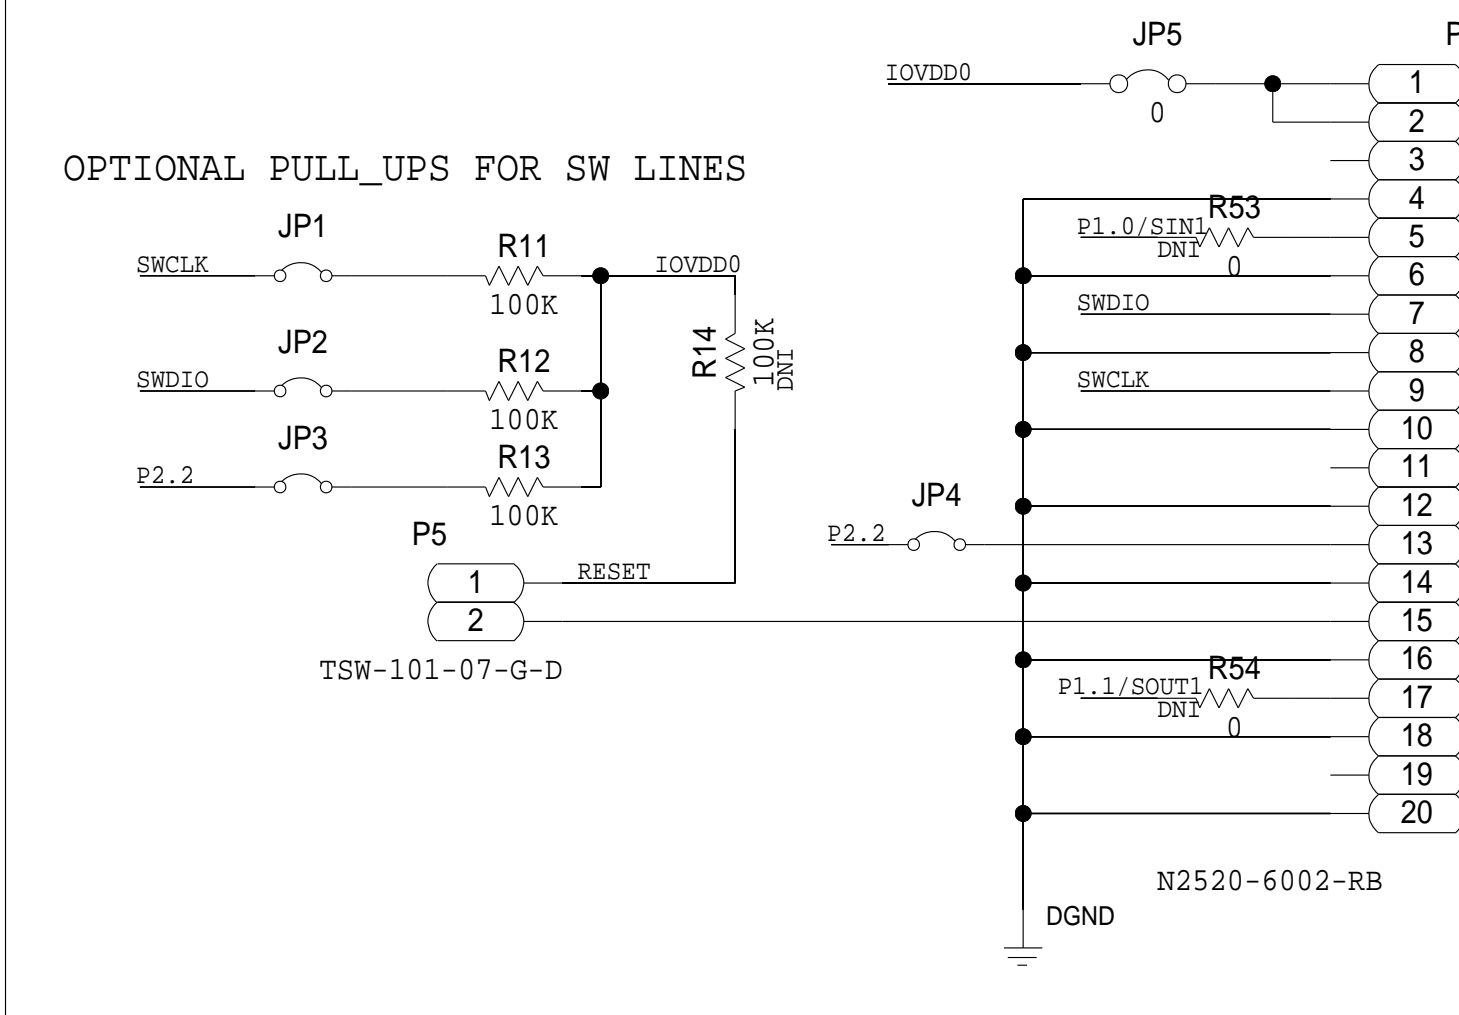 JP5
P
IOVDD0
0
1
2
3
4
5
6
7
8
9
10
11
12
13
14
15
16
17
18
19
20
OPTIONAL PULL_UPS FOR SW LINES
JP1
SWCLK
R11
100K
IOVDD0
JP2
SWDIO
R12
100K
R14
100K
DNI
JP3
P2.2
R13
100K
P5
1
2
RESET
TSW-101-07-G-D
R53
P1.0/SIN1
DNI
0
SWDIO
SWCLK
JP4
P2.2
R54
P1.1/SOUT1
DNI
0
N2520-6002-RB
DGND